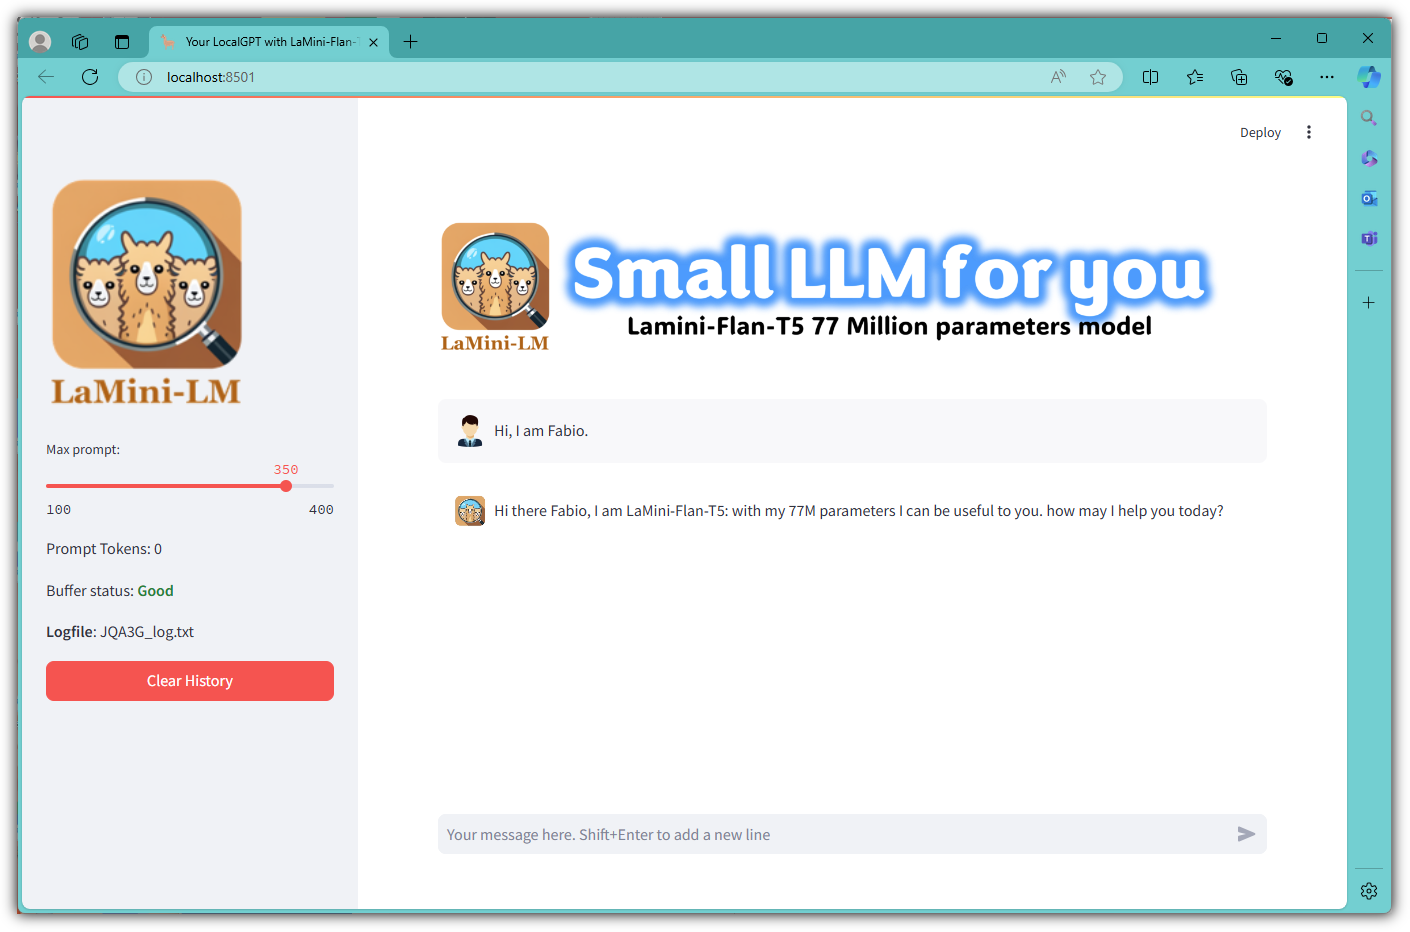 Your LocalGPT with LaMini-Flan-
localhost:8501
Deploy
LaMini-LM
Max prompt:
350
100 400
Prompt Tokens: 0
Buffer status: Good
Logfile: JQA3G_log.txt
Clear History
LaMini-LM
Small LLM for you
Lamini-Flan-T5 77 Million parameters model
Hi, I am Fabio.
Hi there Fabio, I am LaMini-Flan-T5: with my 77M parameters I can be useful to you. how may I help you today?
Your message here. Shift+Enter to add a new line